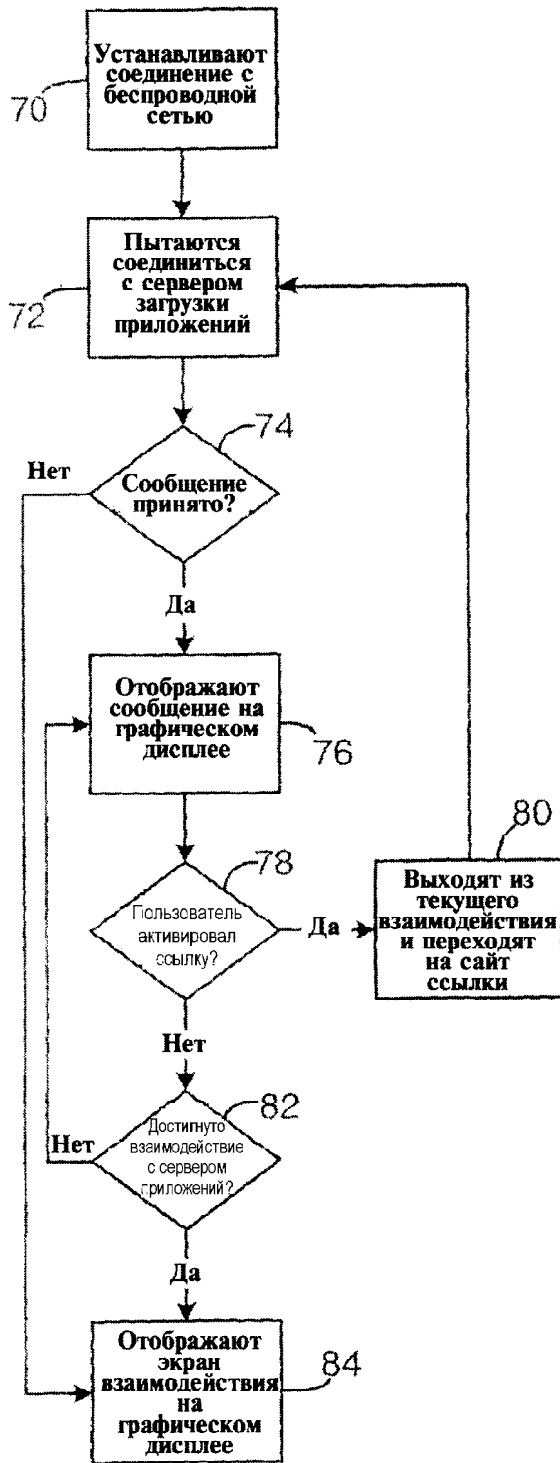 Устанавливают
соединение с
беспроводной
сетью
70
Пытаются
соединиться
с сервером
загрузки
приложений
72
74
Нет
Сообщение
принято?
Да
Отображают
сообщение на
графическом
дисплее
76
80
78
Выходят из
текущего
взаимодействия
и переходят
на сайт
ссылки
Пользователь
активировал
ссылку?
Да
Нет
82
Нет
Достигнуто
взаимодействие
с сервером
приложений?
Да
Отображают
экран
взаимодействия
на
графическом
дисплее
84